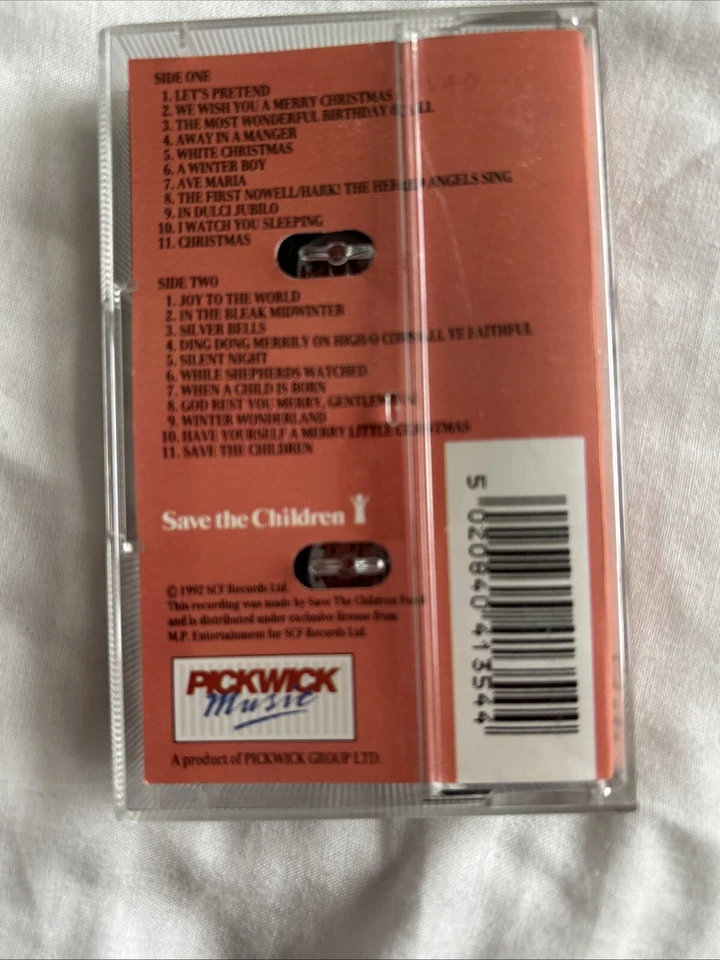 SIDE ONE
1. LET'S PRETEND
2. WE WISH YOU A MERRY CHRISTMAS
3. THE MOST WONDERFUL BIRTHDAY OF ALL
4. AWAY IN A MANGER
5. WHITE CHRISTMAS
6. A WINTER BOY
7. AVE MARIA
8. THE FIRST NOWELL/HARK! THE HERALD ANGELS SING
9. IN DULCI JUBILO
10. I WATCH YOU SLEEPING
11. CHRISTMAS
SIDE TWO
1. JOY TO THE WORLD
2. IN THE BLEAK MIDWINTER
3. SILVER BELLS
4. DING DONG MERRILY ON HIGH/O COME ALL YE FAITHFUL
5. SILENT NIGHT
6. WHILE SHEPHERDS WATCHED
7. WHEN A CHILD IS BORN
8. GOD REST YOU MERRY, GENTLEMEN
9. WINTER WONDERLAND
10. HAVE YOURSELF A MERRY LITTLE CHRISTMAS
11. SAVE THE CHILDREN
Save the Children
© 1992 SCF Records Ltd.
This recording was made by Save The Children Fund
and is distributed under exclusive license from
M.P. Entertainment for SCF Records Ltd.
PICKWICK
Music
A product of PICKWICK GROUP LTD.
5 020840 413544